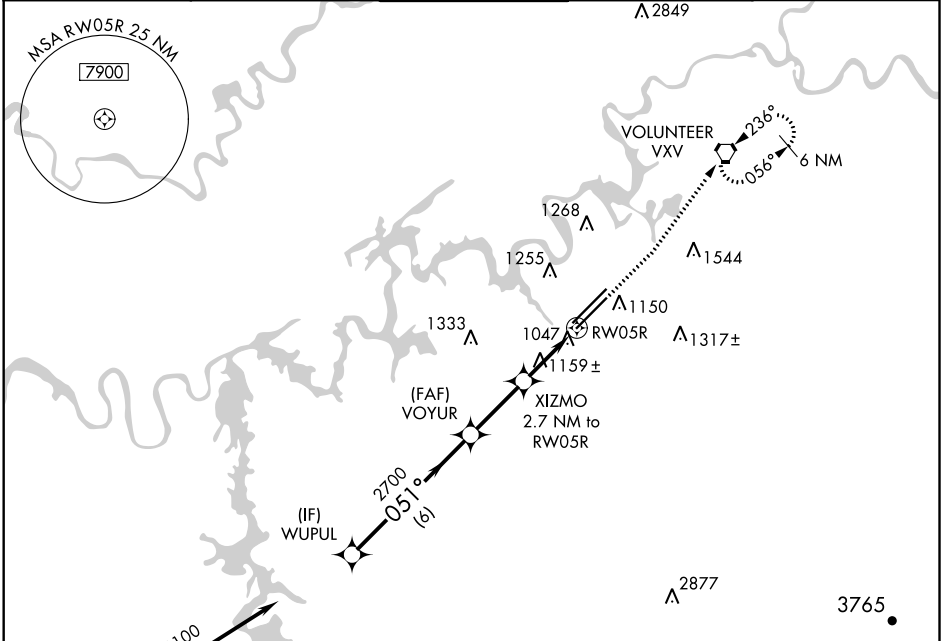 2849
MSA RW05R 25 NM
7900
VOLUNTEER
VXV
236°
056°
6 NM
1268
1255
1544
1150
1333
1047
RW05R
1317±
1159±
(FAF)
VOYUR
XIZMO
2.7 NM to
RW05R
2700
051°
(6)
(IF)
WUPUL
2877
3765